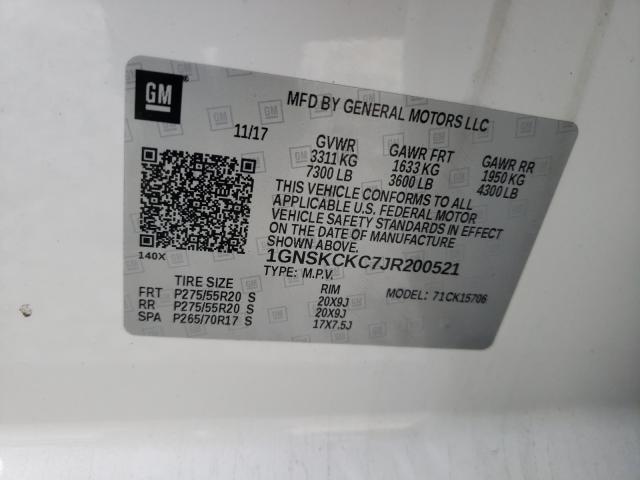 GM
MFD BY GENERAL MOTORS LLC
11/17
GVWR GAWR FRT GAWR RR
3311 KG 1633 KG 1950 KG
7300 LB 3600 LB 4300 LB
THIS VEHICLE CONFORMS TO ALL
APPLICABLE U.S. FEDERAL MOTOR
VEHICLE SAFETY STANDARDS IN EFFECT
ON THE DATE OF MANUFACTURE
SHOWN ABOVE.
140X
1GNSKCKC7JR200521
TYPE: M.P.V.
TIRE SIZE RIM MODEL: 71CK15706
FRT P275/55R20 S 20X9J
RR P275/55R20 S 20X9J
SPA P265/70R17 S 17X7.5J